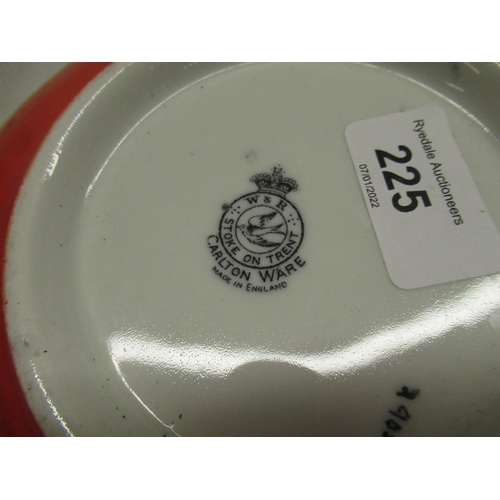 W & R
STOKE ON TRENT
CARLTON WARE
MADE IN ENGLAND
Ryedale Auctioneers
225
07/01/2022